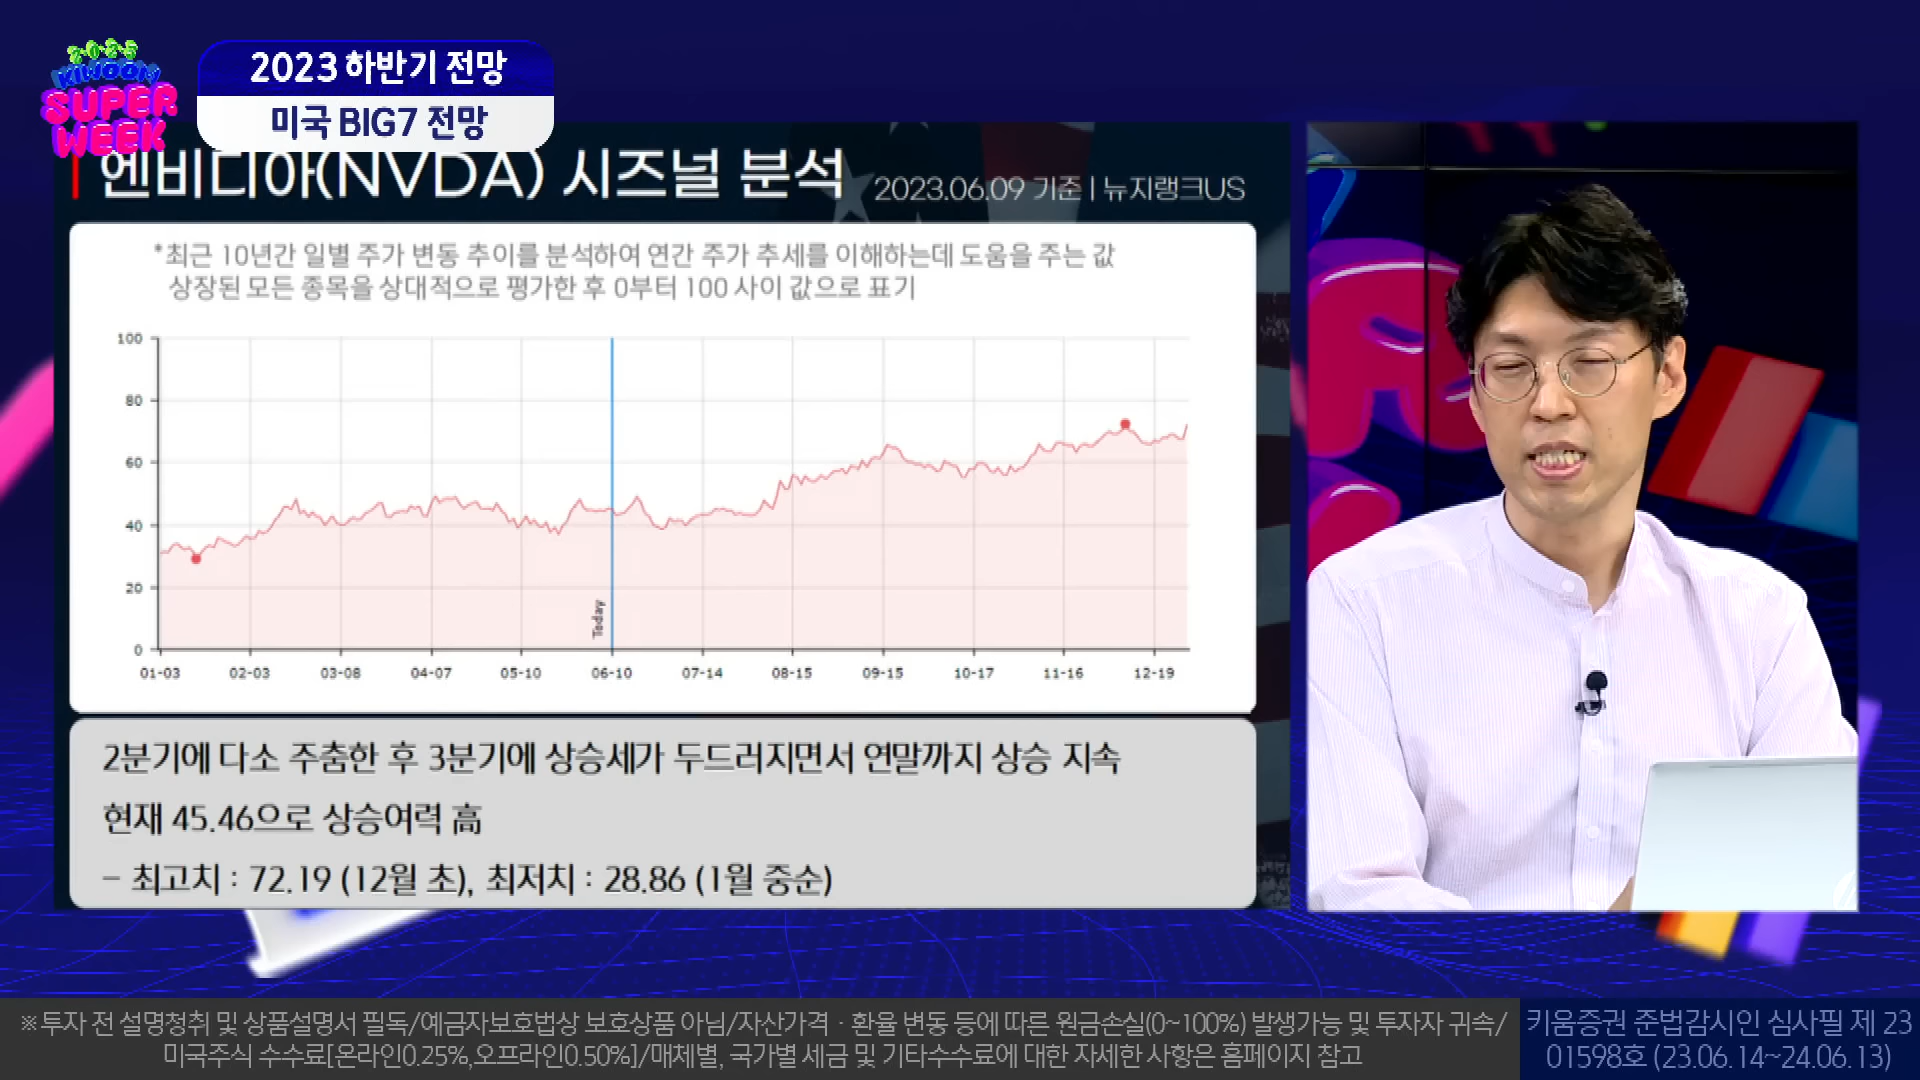 2023
KIWOOM
SUPER
WEEK
2023 하반기 전망
미국 BIG7 전망
엔비디아(NVDA) 시즈널 분석 2023.06.09 기준 | 뉴지랭크US
*최근 10년간 일별 주가 변동 추이를 분석하여 연간 주가 추세를 이해하는데 도움을 주는 값
상장된 모든 종목을 상대적으로 평가한 후 0부터 100 사이 값으로 표기
100
80
60
40
20
0
Today
01-03 02-03 03-08 04-07 05-10 06-10 07-14 08-15 09-15 10-17 11-16 12-19
2분기에 다소 주춤한 후 3분기에 상승세가 두드러지면서 연말까지 상승 지속
현재 45.46으로 상승여력 高
- 최고치 : 72.19 (12월 초), 최저치 : 28.86 (1월 중순)
※투자 전 설명청취 및 상품설명서 필독/예금자보호법상 보호상품 아님/자산가격 · 환율 변동 등에 따른 원금손실(0~100%) 발생가능 및 투자자 귀속/
미국주식 수수료[온라인0.25%,오프라인0.50%]/매체별, 국가별 세금 및 기타수수료에 대한 자세한 사항은 홈페이지 참고
키움증권 준법감시인 심사필 제 23
01598호 (23.06.14~24.06.13)